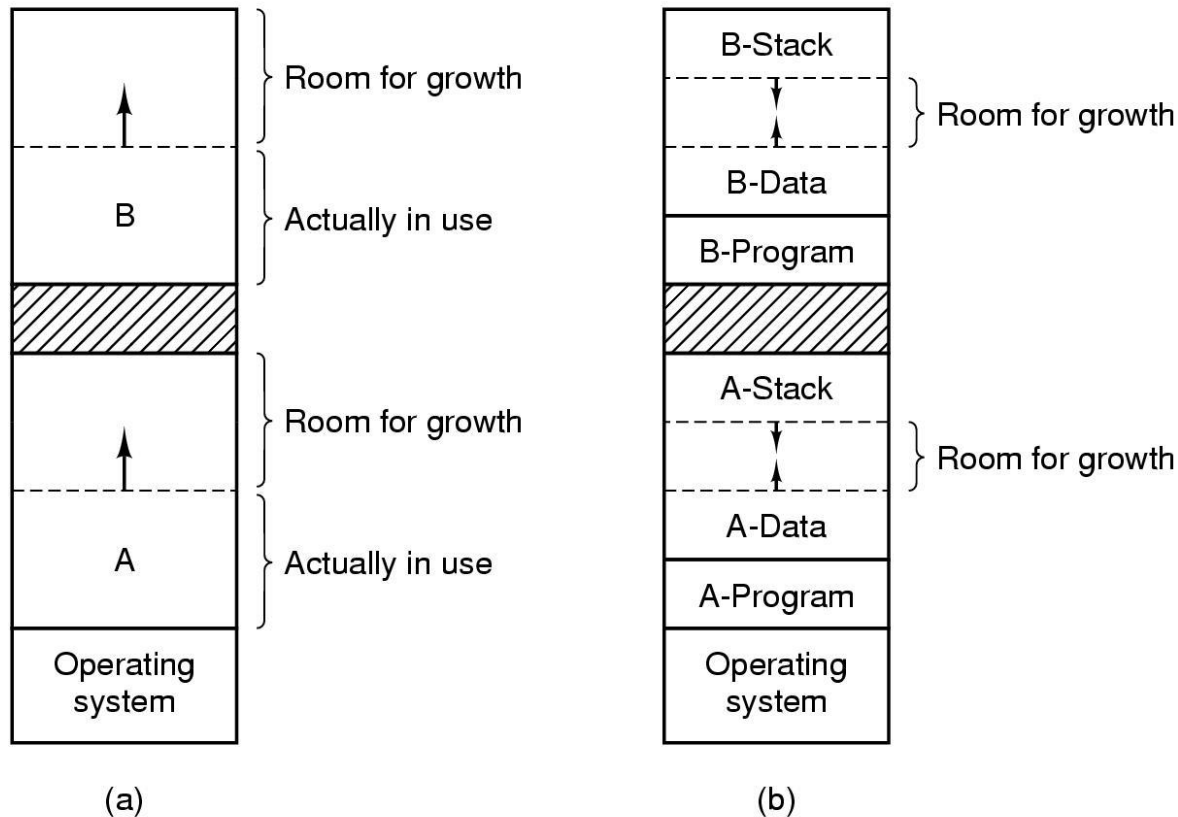 Room for growth
B
Actually in use
Room for growth
A
Actually in use
Operating
system
(a)
B-Stack
Room for growth
B-Data
B-Program
A-Stack
Room for growth
A-Data
A-Program
Operating
system
(b)